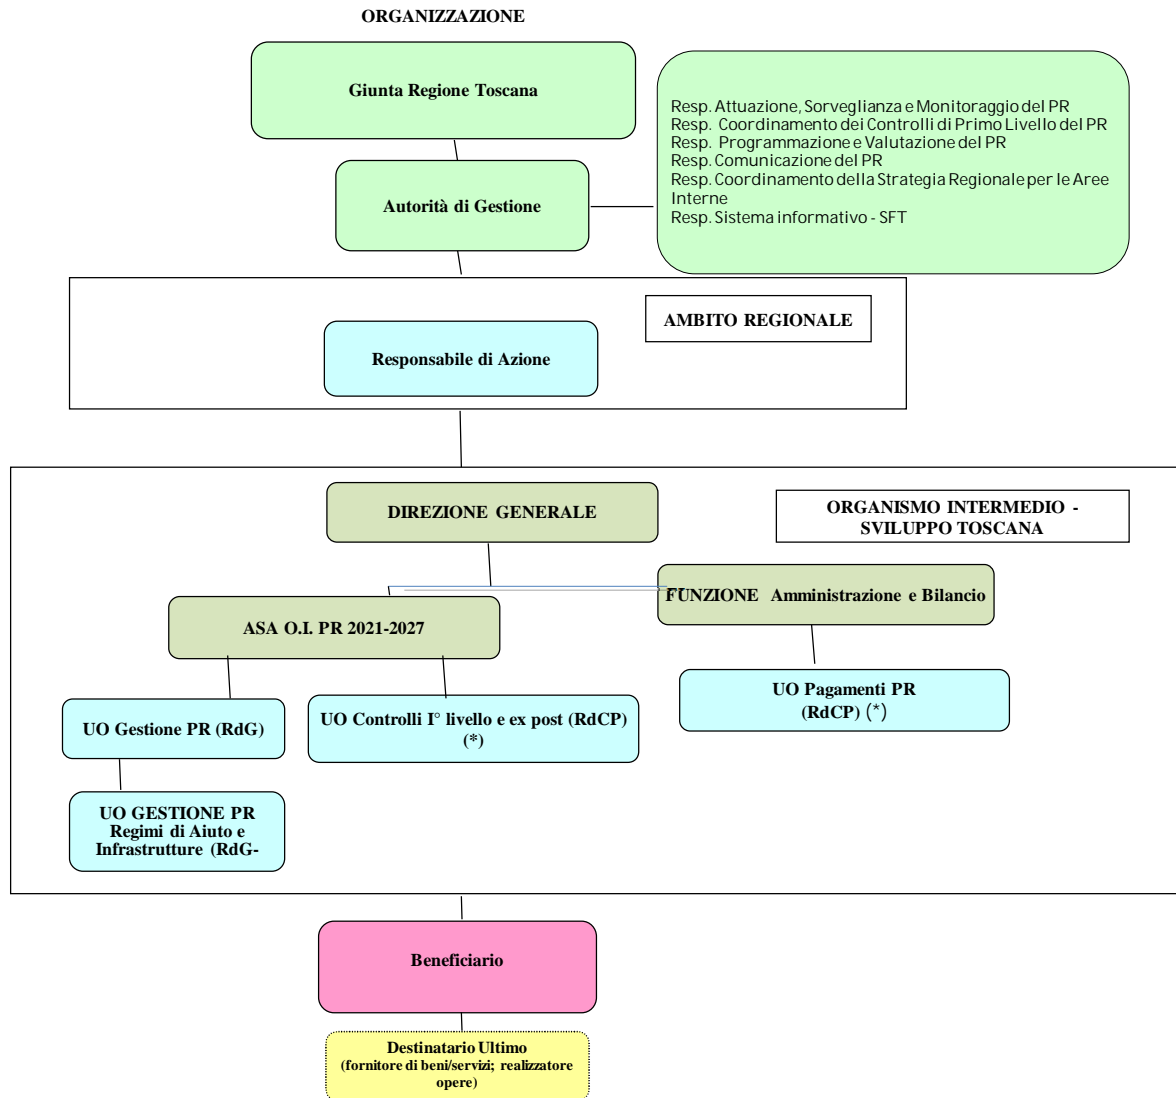 ORGANIZZAZIONE
Giunta Regione Toscana
Resp. Attuazione, Sorveglianza e Monitoraggio del PR
Resp. Coordinamento dei Controlli di Primo Livello del PR
Resp. Programmazione e Valutazione del PR
Resp. Comunicazione del PR
Resp. Coordinamento della Strategia Regionale per le Aree
Interne
Resp. Sistema informativo - SFT
Autorità di Gestione
AMBITO REGIONALE
Responsabile di Azione
DIREZIONE GENERALE
ORGANISMO INTERMEDIO -
SVILUPPO TOSCANA
FUNZIONE Amministrazione e Bilancio
ASA O.I. PR 2021-2027
UO Gestione PR (RdG)
UO Controlli I° livello e ex post (RdCP)
(*)
UO Pagamenti PR
(RdCP) (*)
UO GESTIONE PR
Regimi di Aiuto e
Infrastrutture (RdG-
Beneficiario
Destinatario Ultimo
(fornitore di beni/servizi; realizzatore
opere)